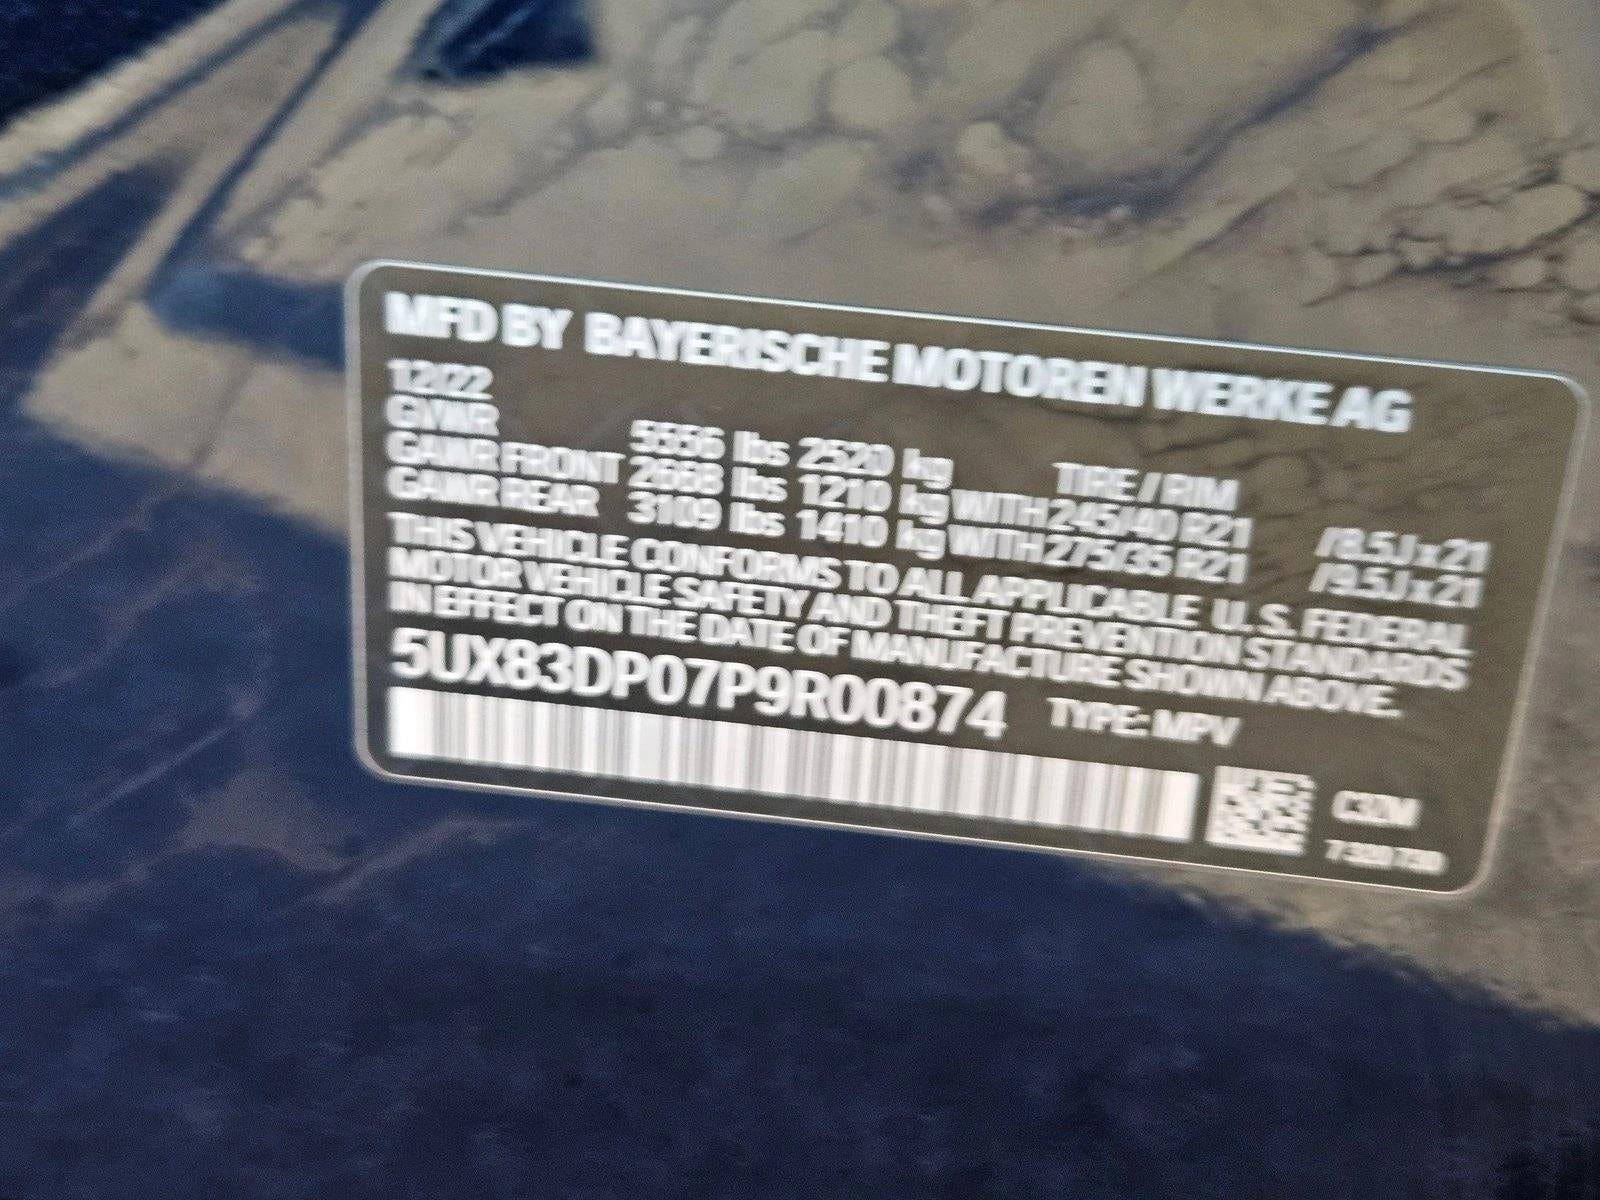 MFD BY BAYERISCHE MOTOREN WERKE AG
12/22
GVWR 5556 lbs 2520 kg TIRE / RIM
GAWR FRONT 2668 lbs 1210 kg WITH 245/40 R21 /8.5J x 21
GAWR REAR 3109 lbs 1410 kg WITH 275/35 R21 /9.5J x 21
THIS VEHICLE CONFORMS TO ALL APPLICABLE U.S. FEDERAL
MOTOR VEHICLE SAFETY AND THEFT PREVENTION STANDARDS
IN EFFECT ON THE DATE OF MANUFACTURE SHOWN ABOVE.
5UX83DP07P9R00874 TYPE: MPV